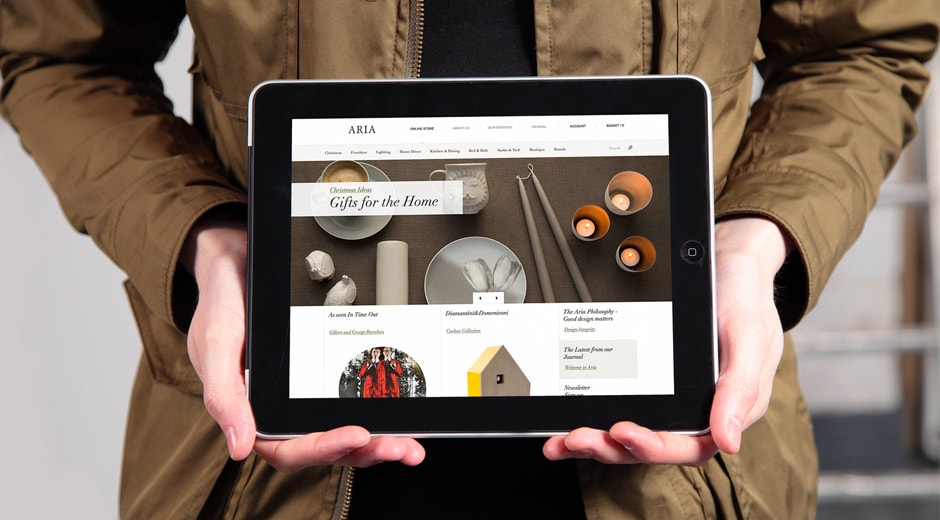 ARIA
ONLINE STORE ABOUT US OUR SERVICES JOURNAL ACCOUNT BASKET / 0
Christmas Furniture Lighting Home Décor Kitchen & Dining Bed & Bath Audio & Tech Boutique Brands Search
Christmas Ideas
Gifts for the Home
As seen In Time Out
Gilbert and George Porcelain
Diamantini&Domeniconi
Cuckoo Collection
The Aria Philosophy -
Good design matters
Design Integrity
The Latest from our
Journal
Welcome to Aria
Newsletter
Sign up